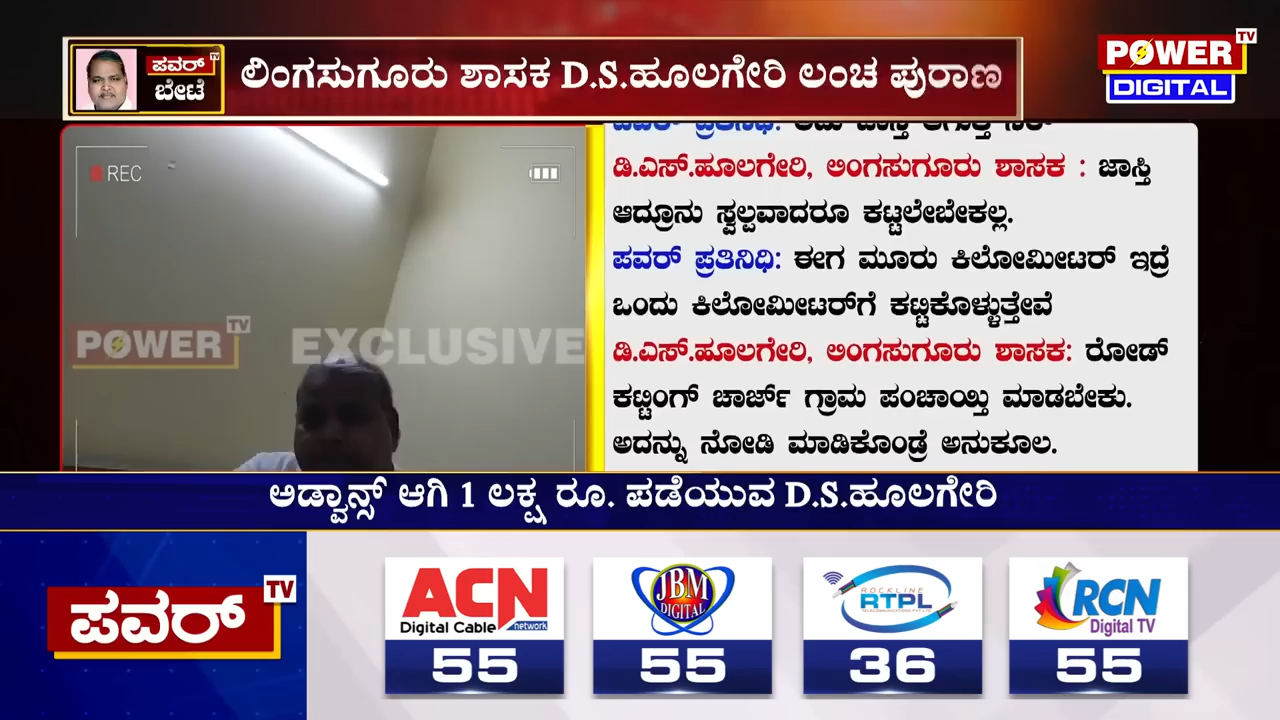 ಪವರ್ TV
ಬೇಟೆ
ಲಿಂಗಸುಗೂರು ಶಾಸಕ D.S.ಹೂಲಗೇರಿ ಲಂಚ ಪುರಾಣ
POWER TV
DIGITAL
REC
POWER TV
EXCLUSIVE
ಪವರ್ ಪ್ರತಿನಿಧಿ:
ಡಿ.ಎಸ್.ಹೂಲಗೇರಿ, ಲಿಂಗಸುಗೂರು ಶಾಸಕ : ಜಾಸ್ತಿ
ಆದ್ರೂನು ಸ್ವಲ್ಪವಾದರೂ ಕಟ್ಟಲೇಬೇಕಲ್ಲ.
ಪವರ್ ಪ್ರತಿನಿಧಿ: ಈಗ ಮೂರು ಕಿಲೋಮೀಟರ್ ಇದ್ರೆ
ಒಂದು ಕಿಲೋಮೀಟರ್‌ಗೆ ಕಟ್ಟಿಕೊಳ್ಳುತ್ತೇವೆ
ಡಿ.ಎಸ್.ಹೂಲಗೇರಿ, ಲಿಂಗಸುಗೂರು ಶಾಸಕ: ರೋಡ್
ಕಟ್ಟಿಂಗ್ ಚಾರ್ಜ್ ಗ್ರಾಮ ಪಂಚಾಯ್ತಿ ಮಾಡಬೇಕು.
ಅದನ್ನು ನೋಡಿ ಮಾಡಿಕೊಂಡ್ರೆ ಅನುಕೂಲ.
ಅಡ್ವಾನ್ಸ್ ಆಗಿ 1 ಲಕ್ಷ ರೂ. ಪಡೆಯುವ D.S.ಹೂಲಗೇರಿ
ಪವರ್ TV
ACN
Digital Cable network
55
JBM
DIGITAL
55
ROCKLINE
RTPL
36
RCN
Digital TV
55